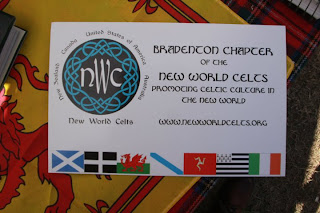 New Zealand Canada United States of America Australia
NWC
New World Celts
BRADENTON CHAPTER
OF THE
NEW WORLD CELTS
PROMOTING CELTIC CULTURE IN
THE NEW WORLD
WWW.NEWWORLDCELTS.ORG